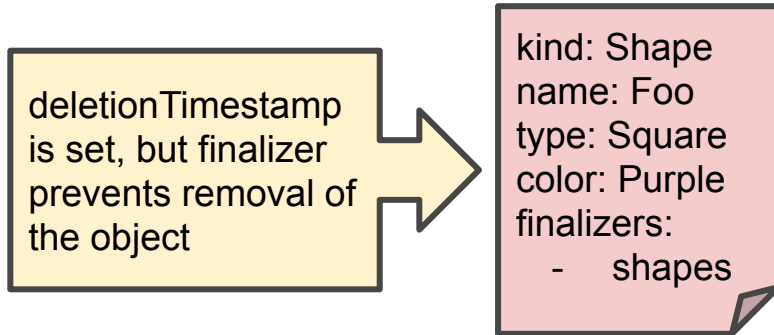 deletionTimestamp
is set, but finalizer
prevents removal of
the object
kind: Shape
name: Foo
type: Square
color: Purple
finalizers:
- shapes